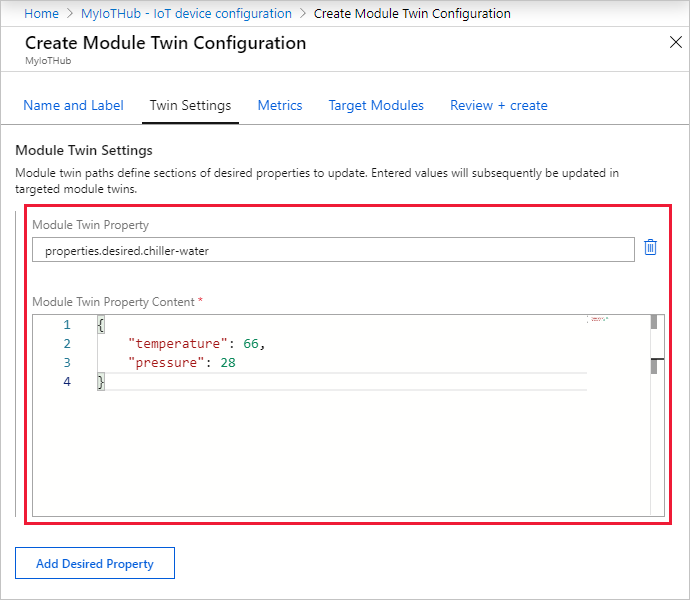 Home > MyIoTHub - IoT device configuration > Create Module Twin Configuration
Create Module Twin Configuration
MyIoTHub
Name and Label Twin Settings Metrics Target Modules Review + create
Module Twin Settings
Module twin paths define sections of desired properties to update. Entered values will subsequently be updated in
targeted module twins.
Module Twin Property
properties.desired.chiller-water
Module Twin Property Content *
1 {
2 "temperature": 66,
3 "pressure": 28
4 }
Add Desired Property